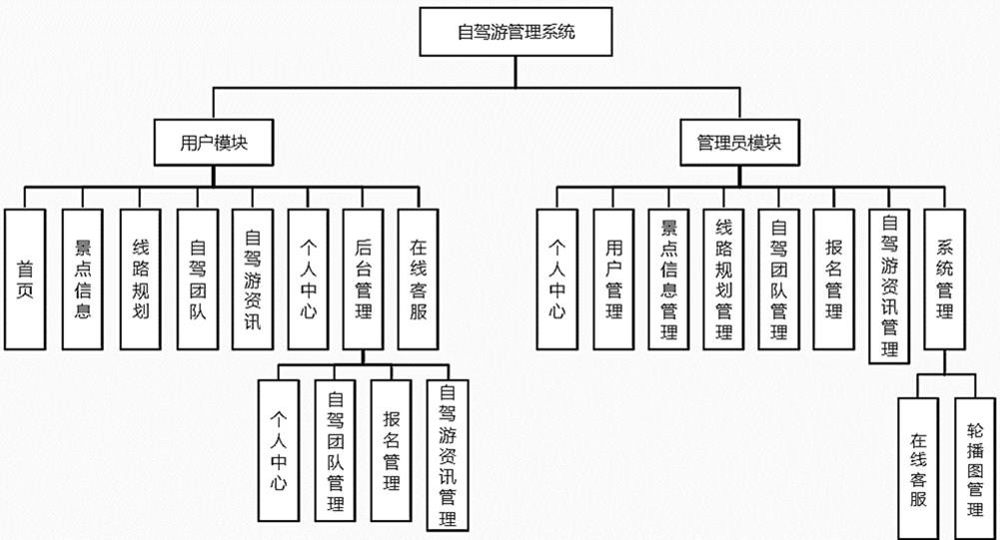 自驾游管理系统
用户模块
管理员模块
首页
景点信息
线路规划
自驾团队
自驾游资讯
个人中心
后台管理
在线客服
个人中心
用户管理
景点信息管理
线路规划管理
自驾团队管理
报名管理
自驾游资讯管理
系统管理
个人中心
自驾团队管理
报名管理
自驾游资讯管理
在线客服
轮播图管理